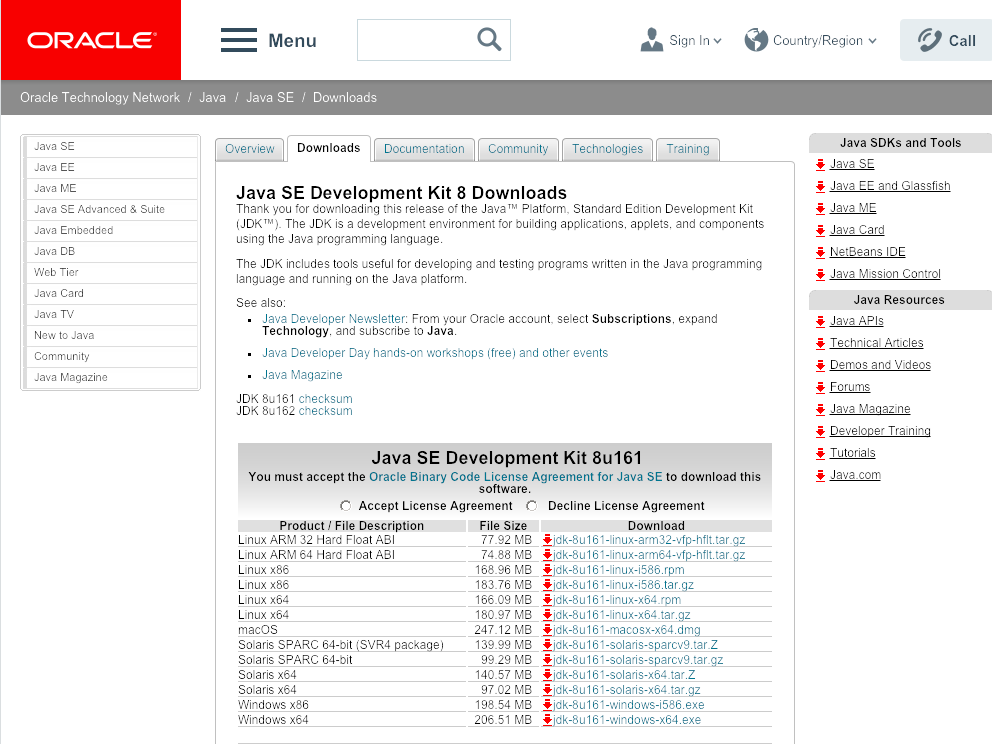 ORACLE
Menu
Sign In
Country/Region
Call
Oracle Technology Network / Java / Java SE / Downloads
Java SE
Java EE
Java ME
Java SE Advanced & Suite
Java Embedded
Java DB
Web Tier
Java Card
Java TV
New to Java
Community
Java Magazine
Overview Downloads Documentation Community Technologies Training
Java SE Development Kit 8 Downloads
Thank you for downloading this release of the Java™ Platform, Standard Edition Development Kit
(JDK™). The JDK is a development environment for building applications, applets, and components
using the Java programming language.
The JDK includes tools useful for developing and testing programs written in the Java programming
language and running on the Java platform.
See also:
Java Developer Newsletter: From your Oracle account, select Subscriptions, expand
Technology, and subscribe to Java.
Java Developer Day hands-on workshops (free) and other events
Java Magazine
JDK 8u161 checksum
JDK 8u162 checksum
Java SE Development Kit 8u161
You must accept the Oracle Binary Code License Agreement for Java SE to download this
software.
Accept License Agreement Decline License Agreement
Product / File Description File Size Download
Linux ARM 32 Hard Float ABI 77.92 MB jdk-8u161-linux-arm32-vfp-hflt.tar.gz
Linux ARM 64 Hard Float ABI 74.88 MB jdk-8u161-linux-arm64-vfp-hflt.tar.gz
Linux x86 168.96 MB jdk-8u161-linux-i586.rpm
Linux x86 183.76 MB jdk-8u161-linux-i586.tar.gz
Linux x64 166.09 MB jdk-8u161-linux-x64.rpm
Linux x64 180.97 MB jdk-8u161-linux-x64.tar.gz
macOS 247.12 MB jdk-8u161-macosx-x64.dmg
Solaris SPARC 64-bit (SVR4 package) 139.99 MB jdk-8u161-solaris-sparcv9.tar.Z
Solaris SPARC 64-bit 99.29 MB jdk-8u161-solaris-sparcv9.tar.gz
Solaris x64 140.57 MB jdk-8u161-solaris-x64.tar.Z
Solaris x64 97.02 MB jdk-8u161-solaris-x64.tar.gz
Windows x86 198.54 MB jdk-8u161-windows-i586.exe
Windows x64 206.51 MB jdk-8u161-windows-x64.exe
Java SDKs and Tools
Java SE
Java EE and Glassfish
Java ME
Java Card
NetBeans IDE
Java Mission Control
Java Resources
Java APIs
Technical Articles
Demos and Videos
Forums
Java Magazine
Developer Training
Tutorials
Java.com